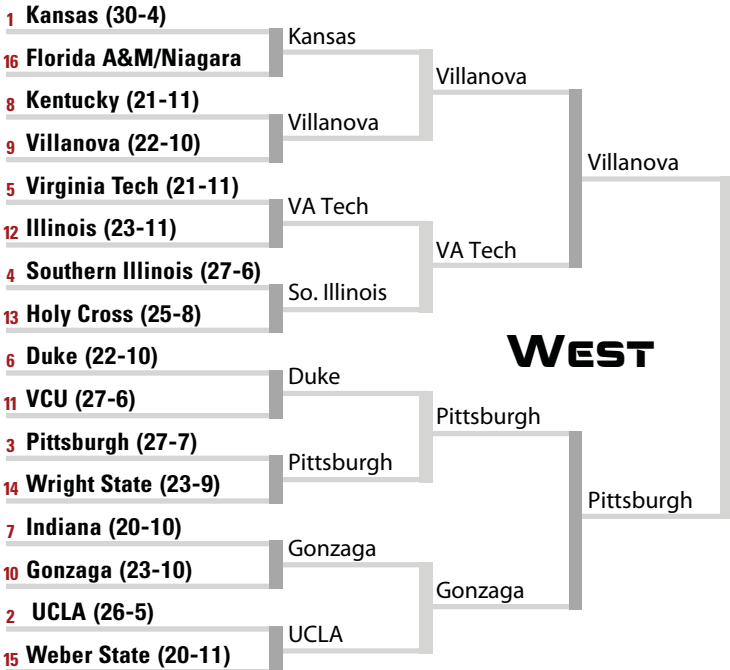 1 Kansas (30-4)
16 Florida A&M/Niagara
8 Kentucky (21-11)
9 Villanova (22-10)
5 Virginia Tech (21-11)
12 Illinois (23-11)
4 Southern Illinois (27-6)
13 Holy Cross (25-8)
6 Duke (22-10)
11 VCU (27-6)
3 Pittsburgh (27-7)
14 Wright State (23-9)
7 Indiana (20-10)
10 Gonzaga (23-10)
2 UCLA (26-5)
15 Weber State (20-11)
Kansas
Villanova
VA Tech
So. Illinois
Duke
Pittsburgh
Gonzaga
UCLA
Villanova
VA Tech
Pittsburgh
Gonzaga
Villanova
Pittsburgh
WEST